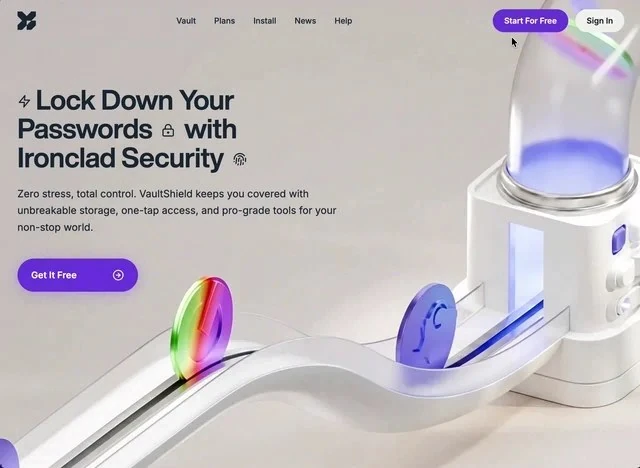 Vault Plans Install News Help Start For Free Sign In
Lock Down Your
Passwords with
Ironclad Security
Zero stress, total control. VaultShield keeps you covered with
unbreakable storage, one-tap access, and pro-grade tools for your
non-stop world.
Get It Free